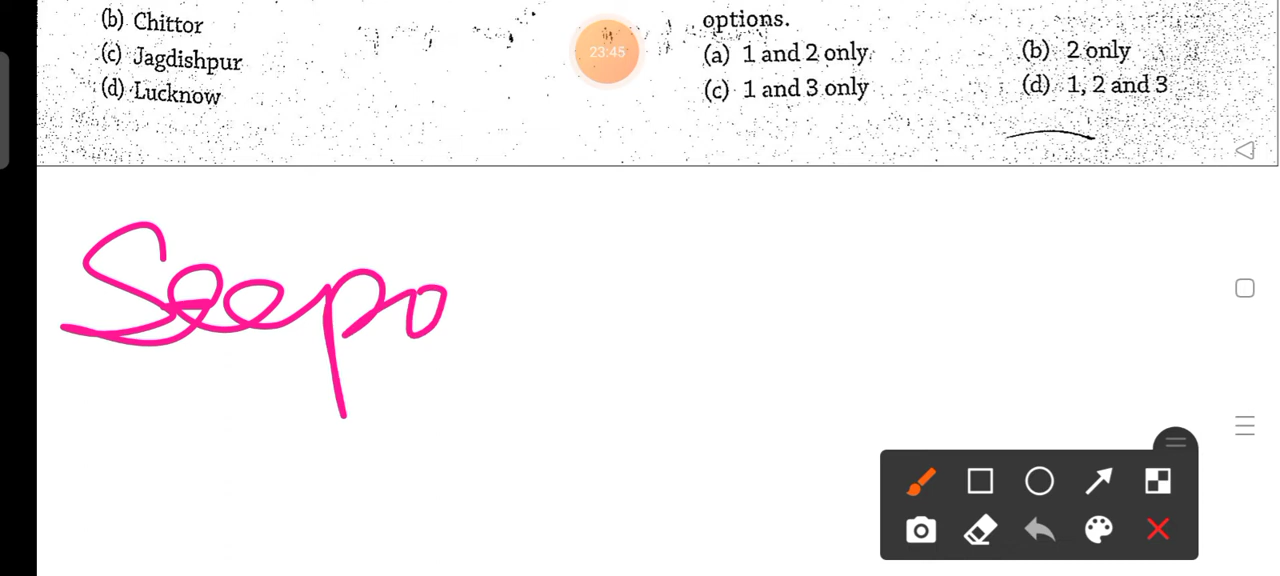 (b) Chittor
(c) Jagdishpur
(d) Lucknow
options.
(a) 1 and 2 only
(b) 2 only
(c) 1 and 3 only
(d) 1, 2 and 3
23:45
Seepo